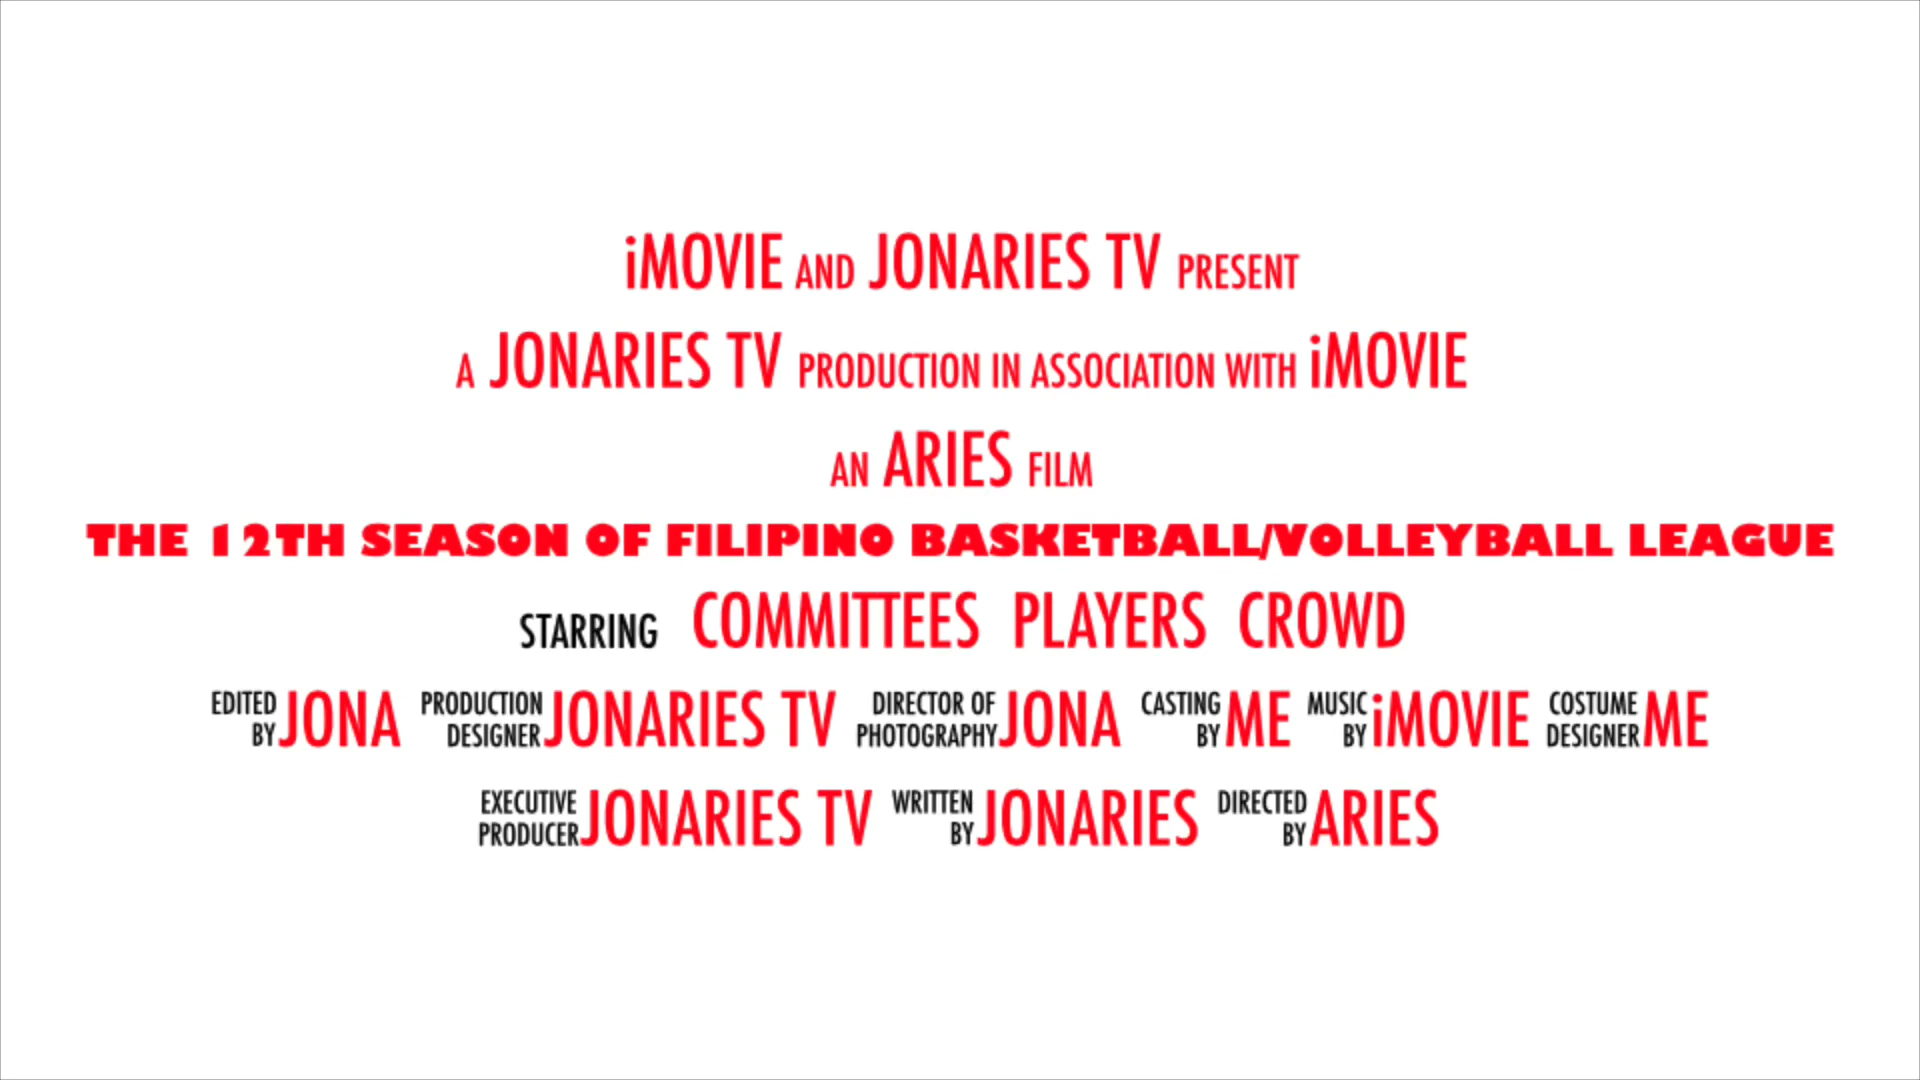 iMOVIE AND JONARIES TV PRESENT
A JONARIES TV PRODUCTION IN ASSOCIATION WITH iMOVIE
AN ARIES FILM
THE 12TH SEASON OF FILIPINO BASKETBALL/VOLLEYBALL LEAGUE
STARRING COMMITTEES PLAYERS CROWD
EDITED BY JONA PRODUCTION DESIGNER JONARIES TV DIRECTOR OF PHOTOGRAPHY JONA CASTING BY ME MUSIC BY iMOVIE COSTUME DESIGNER ME
EXECUTIVE PRODUCER JONARIES TV WRITTEN BY JONARIES DIRECTED BY ARIES